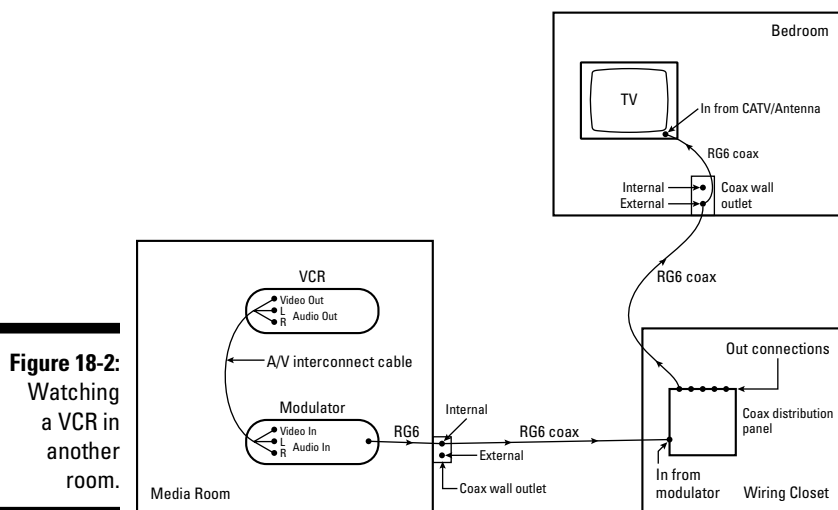 Bedroom
TV
In from CATV/Antenna
RG6 coax
Internal
External
Coax wall
outlet
RG6 coax
VCR
Video Out
L
R
Audio Out
A/V interconnect cable
Modulator
Video In
L
R
Audio In
RG6
Internal
External
Coax wall outlet
RG6 coax
Media Room
Out connections
Coax distribution
panel
In from
modulator
Wiring Closet
Figure 18-2:
Watching
a VCR in
another
room.